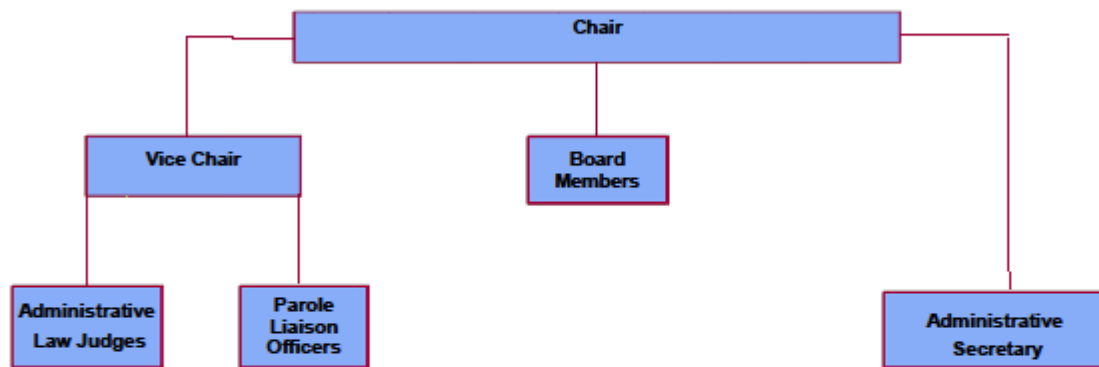 Chair
Vice Chair
Board
Members
Administrative
Law Judges
Parole
Liaison
Officers
Administrative
Secretary